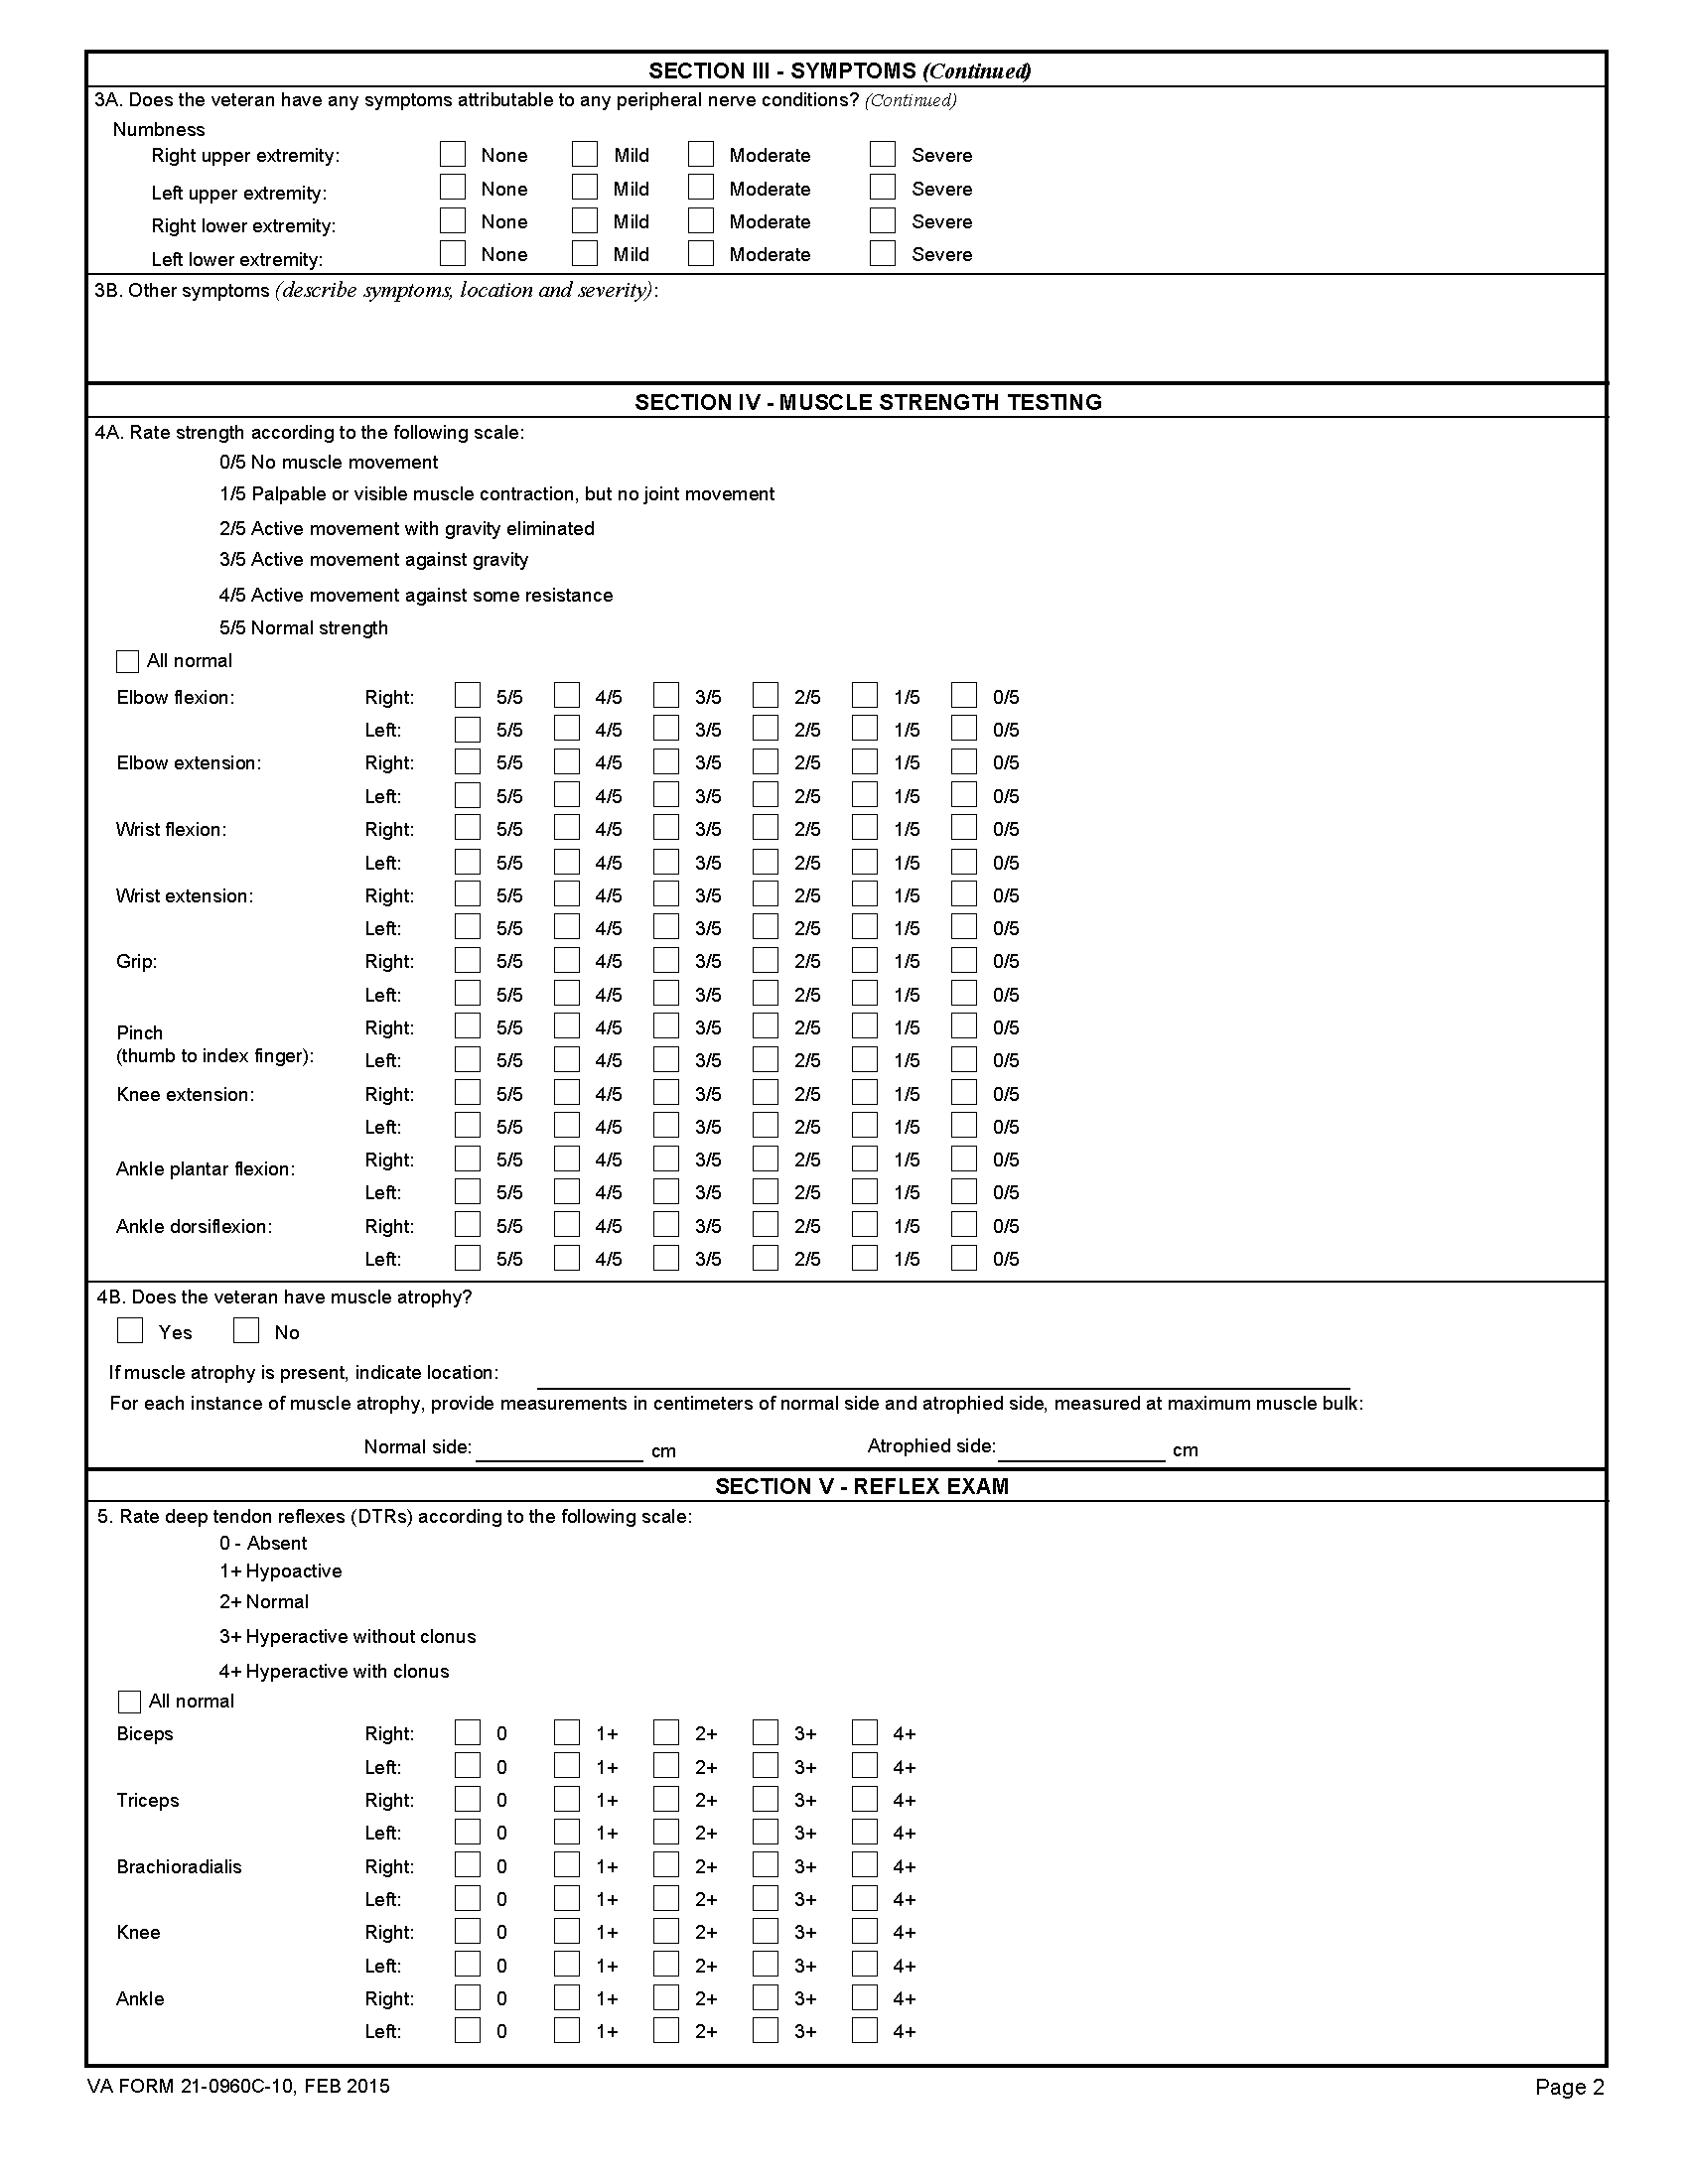 SECTION III - SYMPTOMS (Continued)
3A. Does the veteran have any symptoms attributable to any peripheral nerve conditions? (Continued)
Numbness
Right upper extremity: None Mild Moderate Severe
Left upper extremity: None Mild Moderate Severe
Right lower extremity: None Mild Moderate Severe
Left lower extremity: None Mild Moderate Severe
3B. Other symptoms (describe symptoms, location and severity):
SECTION IV - MUSCLE STRENGTH TESTING
4A. Rate strength according to the following scale:
0/5 No muscle movement
1/5 Palpable or visible muscle contraction, but no joint movement
2/5 Active movement with gravity eliminated
3/5 Active movement against gravity
4/5 Active movement against some resistance
5/5 Normal strength
All normal
Elbow flexion: Right: 5/5 4/5 3/5 2/5 1/5 0/5
Left: 5/5 4/5 3/5 2/5 1/5 0/5
Elbow extension: Right: 5/5 4/5 3/5 2/5 1/5 0/5
Left: 5/5 4/5 3/5 2/5 1/5 0/5
Wrist flexion: Right: 5/5 4/5 3/5 2/5 1/5 0/5
Left: 5/5 4/5 3/5 2/5 1/5 0/5
Wrist extension: Right: 5/5 4/5 3/5 2/5 1/5 0/5
Left: 5/5 4/5 3/5 2/5 1/5 0/5
Grip: Right: 5/5 4/5 3/5 2/5 1/5 0/5
Left: 5/5 4/5 3/5 2/5 1/5 0/5
Pinch Right: 5/5 4/5 3/5 2/5 1/5 0/5
(thumb to index finger): Left: 5/5 4/5 3/5 2/5 1/5 0/5
Knee extension: Right: 5/5 4/5 3/5 2/5 1/5 0/5
Left: 5/5 4/5 3/5 2/5 1/5 0/5
Ankle plantar flexion: Right: 5/5 4/5 3/5 2/5 1/5 0/5
Left: 5/5 4/5 3/5 2/5 1/5 0/5
Ankle dorsiflexion: Right: 5/5 4/5 3/5 2/5 1/5 0/5
Left: 5/5 4/5 3/5 2/5 1/5 0/5
4B. Does the veteran have muscle atrophy?
Yes No
If muscle atrophy is present, indicate location:
For each instance of muscle atrophy, provide measurements in centimeters of normal side and atrophied side, measured at maximum muscle bulk:
Normal side: cm Atrophied side: cm
SECTION V - REFLEX EXAM
5. Rate deep tendon reflexes (DTRs) according to the following scale:
0 - Absent
1+ Hypoactive
2+ Normal
3+ Hyperactive without clonus
4+ Hyperactive with clonus
All normal
Biceps Right: 0 1+ 2+ 3+ 4+
Left: 0 1+ 2+ 3+ 4+
Triceps Right: 0 1+ 2+ 3+ 4+
Left: 0 1+ 2+ 3+ 4+
Brachioradialis Right: 0 1+ 2+ 3+ 4+
Left: 0 1+ 2+ 3+ 4+
Knee Right: 0 1+ 2+ 3+ 4+
Left: 0 1+ 2+ 3+ 4+
Ankle Right: 0 1+ 2+ 3+ 4+
Left: 0 1+ 2+ 3+ 4+
VA FORM 21-0960C-10, FEB 2015 Page 2